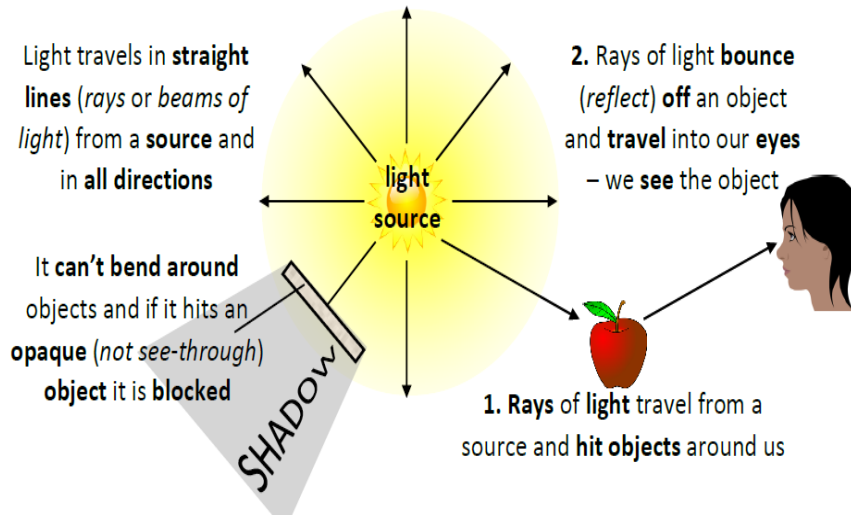 Light travels in straight
lines (rays or beams of
light) from a source and
in all directions
It can't bend around
objects and if it hits an
opaque (not see-through)
object it is blocked
light
source
SHADOW
2. Rays of light bounce
(reflect) off an object
and travel into our eyes
– we see the object
1. Rays of light travel from a
source and hit objects around us